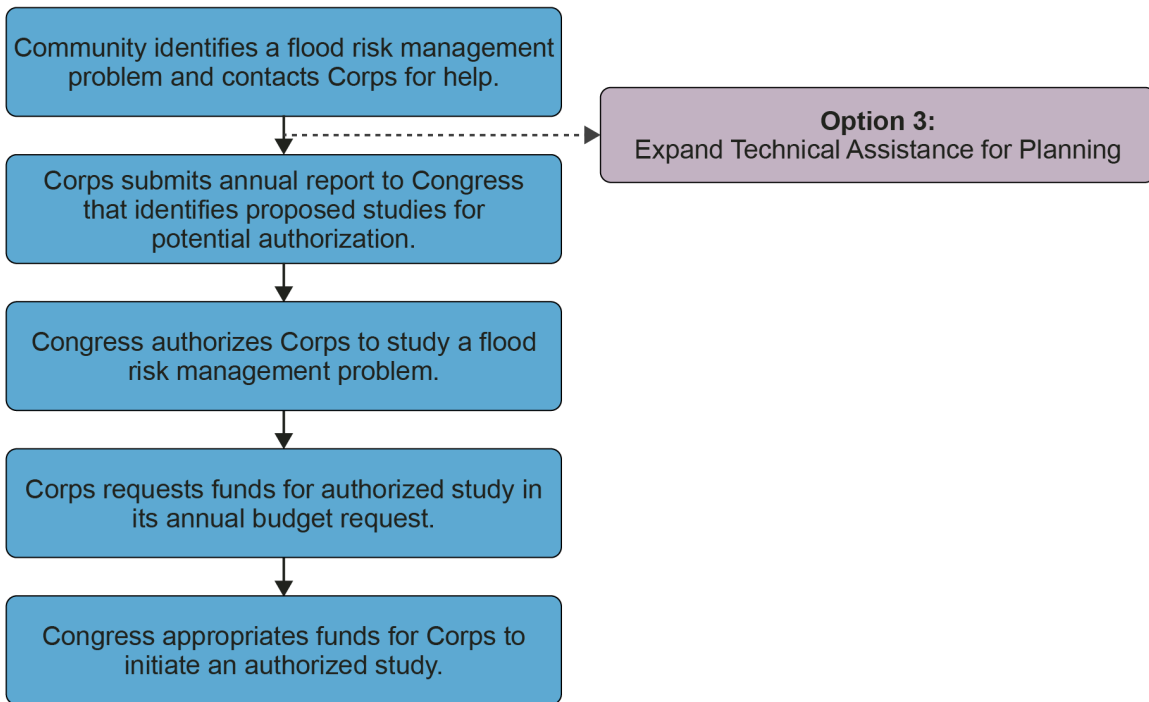 Community identifies a flood risk management
problem and contacts Corps for help.
Option 3:
Expand Technical Assistance for Planning
Corps submits annual report to Congress
that identifies proposed studies for
potential authorization.
Congress authorizes Corps to study a flood
risk management problem.
Corps requests funds for authorized study in
its annual budget request.
Congress appropriates funds for Corps to
initiate an authorized study.